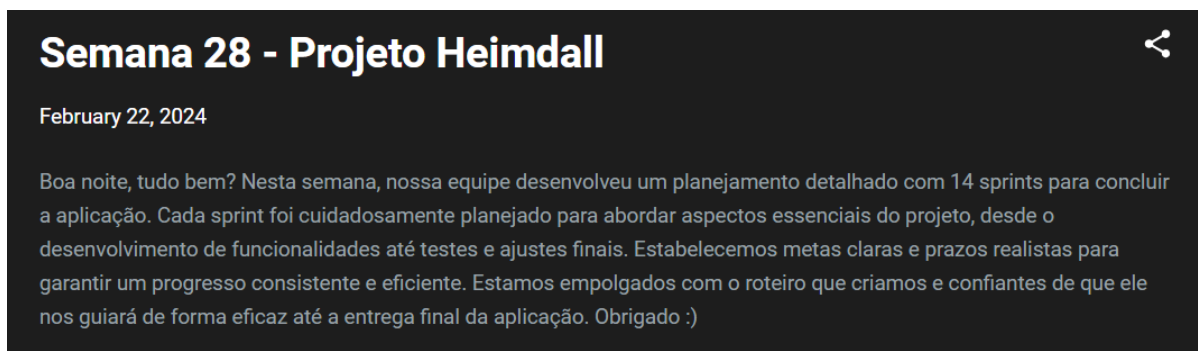 Semana 28 - Projeto Heimdall
February 22, 2024
Boa noite, tudo bem? Nesta semana, nossa equipe desenvolveu um planejamento detalhado com 14 sprints para concluir
a aplicação. Cada sprint foi cuidadosamente planejado para abordar aspectos essenciais do projeto, desde o
desenvolvimento de funcionalidades até testes e ajustes finais. Estabelecemos metas claras e prazos realistas para
garantir um progresso consistente e eficiente. Estamos empolgados com o roteiro que criamos e confiantes de que ele
nos guiará de forma eficaz até a entrega final da aplicação. Obrigado :)